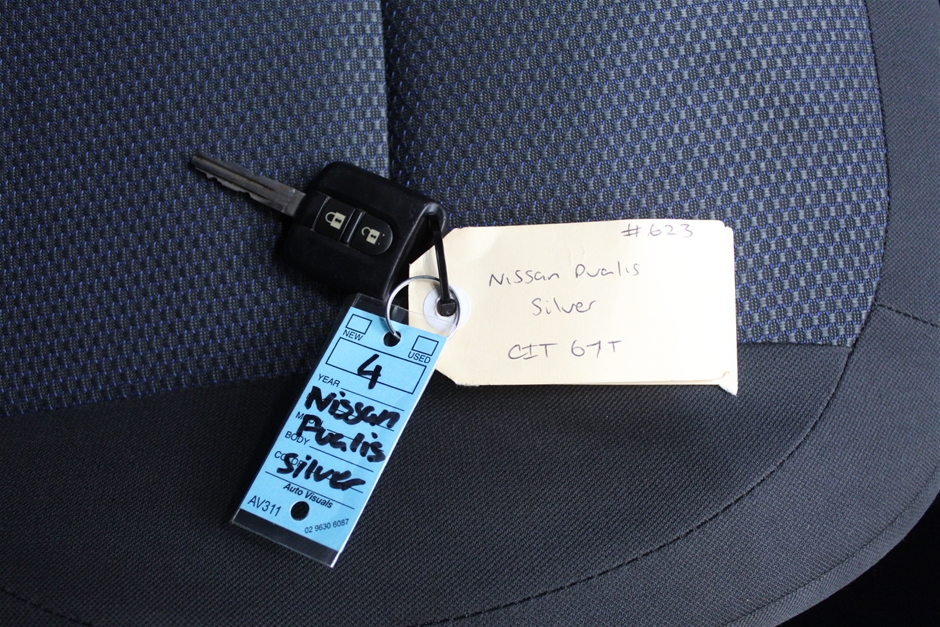 #623
Nissan Dualis
Silver
CIT 67T
NEW
USED
4
YEAR
Nissan
Dualis
BODY
Silver
Auto Visuals
AV311
02 9630 6087